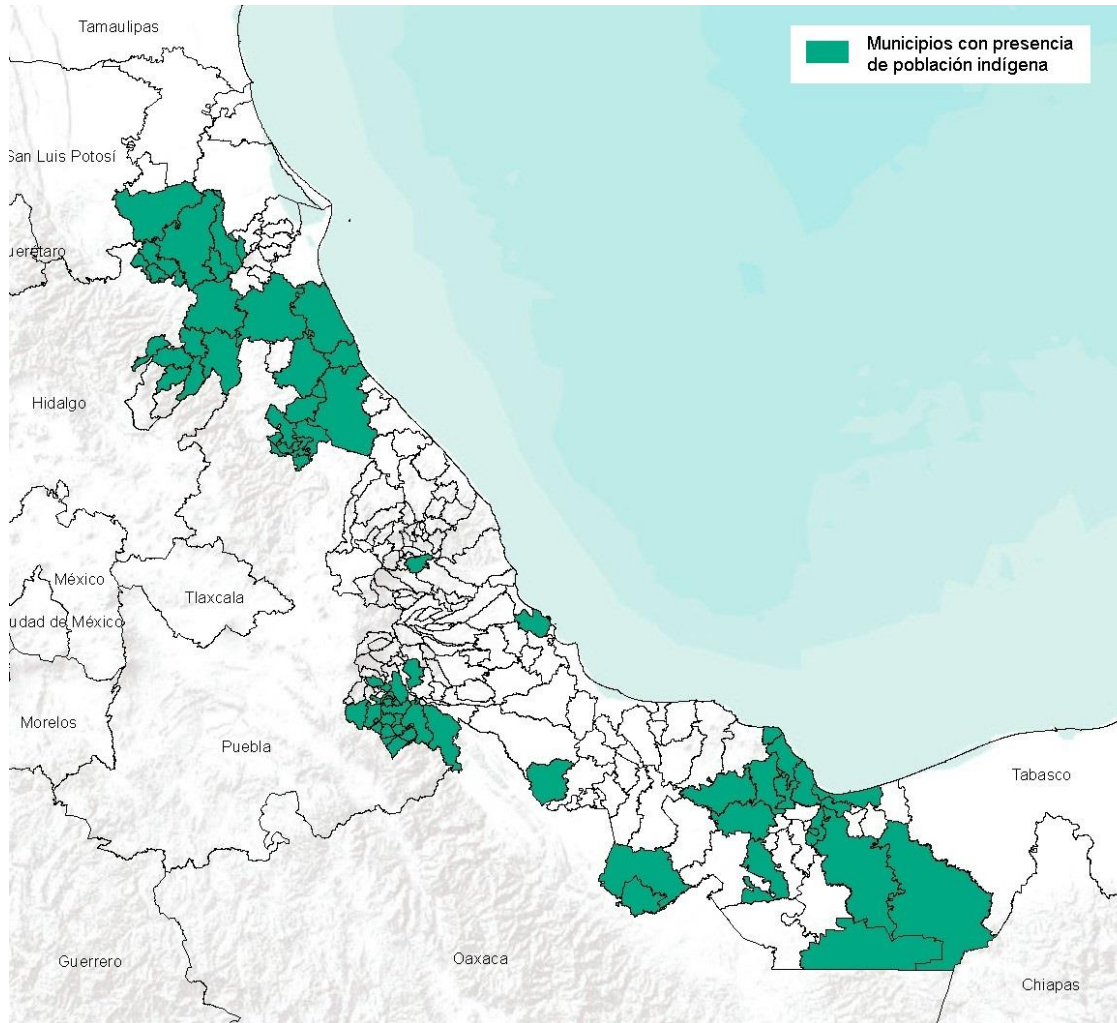 Tamaulipas
Municipios con presencia
de población indígena
San Luis Potosí
uerétaro
Hidalgo
México
Tlaxcala
udad de México
Morelos
Puebla
Tabasco
Guerrero
Oaxaca
Chiapas